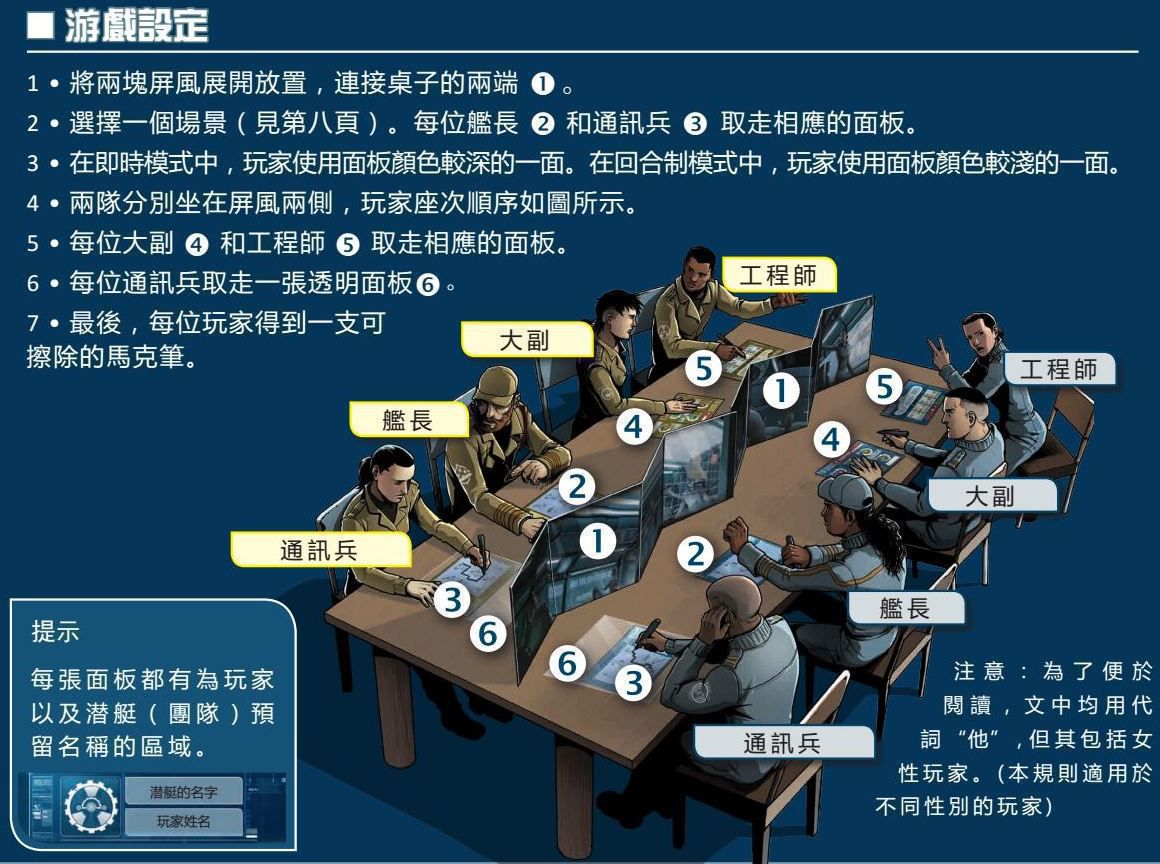 游戲設定
1 • 將兩塊屏風展開放置，連接桌子的兩端 ❶ 。
2 • 選擇一個場景（見第八頁）。每位艦長 ❷ 和通訊兵 ❸ 取走相應的面板。
3 • 在即時模式中，玩家使用面板顏色較深的一面。在回合制模式中，玩家使用面板顏色較淺的一面。
4 • 兩隊分別坐在屏風兩側，玩家座次順序如圖所示。
5 • 每位大副 ❹ 和工程師 ❺ 取走相應的面板。
6 • 每位通訊兵取走一張透明面板❻ 。
7 • 最後，每位玩家得到一支可
擦除的馬克筆。
工程師
大副
工程師
5
1
5
艦長
4
4
2
大副
通訊兵
1
2
3
艦長
6
6
3
通訊兵
提示
每張面板都有為玩家
以及潛艇（團隊）預
留名稱的區域。
潛艇的名字
玩家姓名
注意：為了便於
閱讀，文中均用代
詞“他”,但其包括女
性玩家。(本規則適用於
不同性別的玩家)